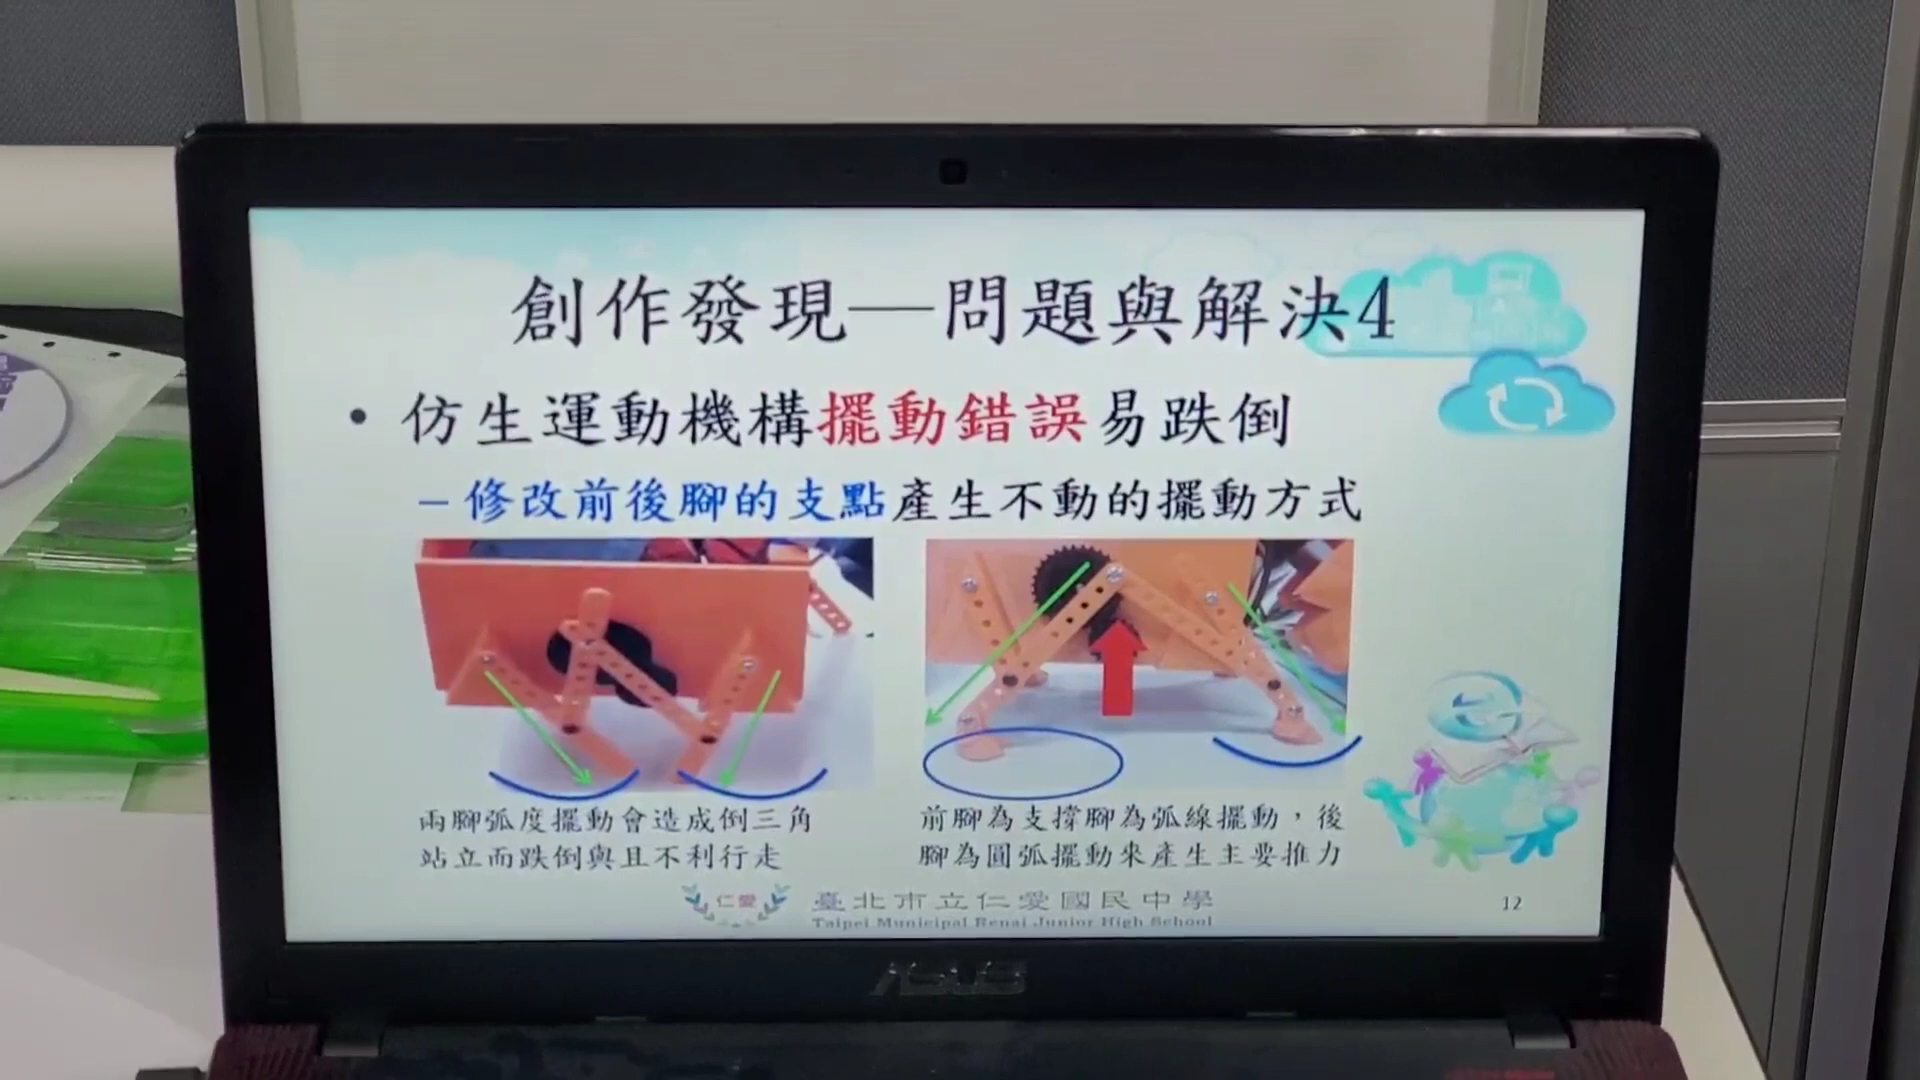 創作發現—問題與解決4
• 仿生運動機構擺動錯誤易跌倒
– 修改前後腳的支點產生不動的擺動方式
兩腳弧度擺動會造成倒三角
站立而跌倒與且不利行走
前腳為支撐腳為弧線擺動，後
腳為圓弧擺動來產生主要推力
仁愛
臺北市立仁愛國民中學
Taipei Municipal Renai Junior High School
12
ASUS